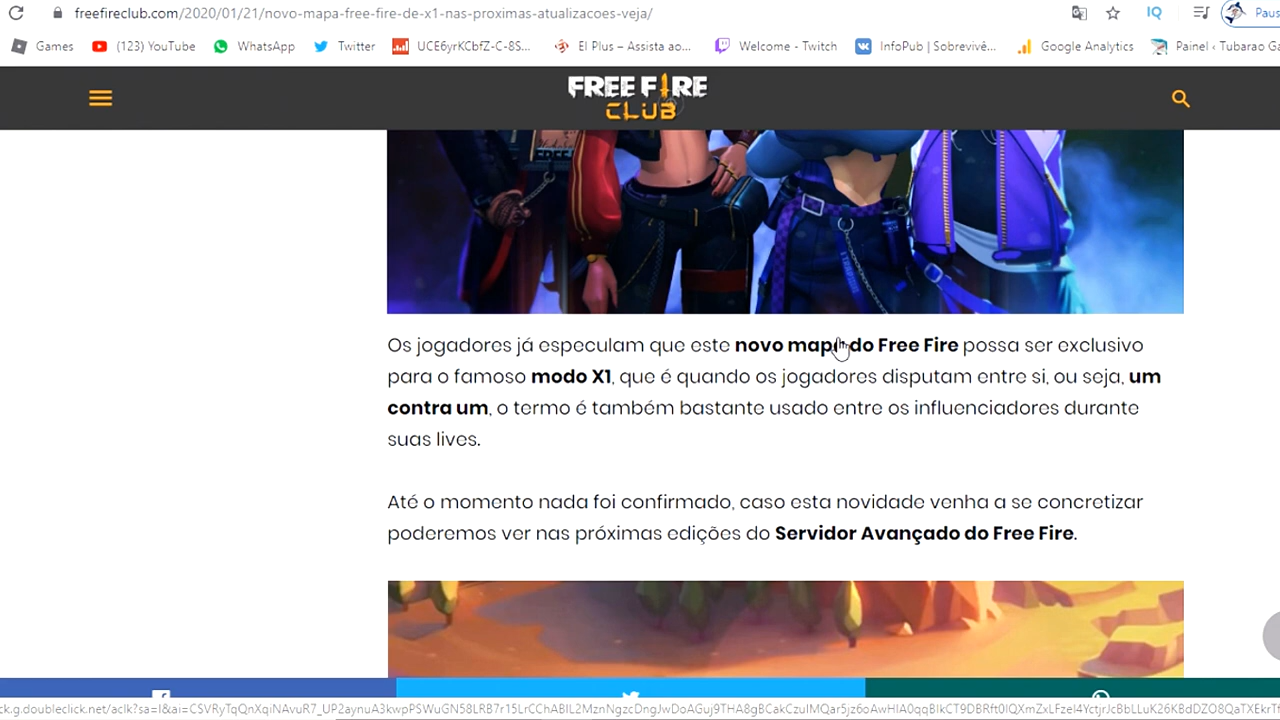 freefireclub.com/2020/01/21/novo-mapa-free-fire-de-x1-nas-proximas-atualizacoes-veja/
IQ
Paus
Games
(123) YouTube
WhatsApp
Twitter
UCE6yrKCbfZ-C-8S...
El Plus – Assista ao...
Welcome - Twitch
InfoPub | Sobrevivê...
Google Analytics
Painel ‹ Tubarao Ga
FREE FIRE
CLUB
Os jogadores já especulam que este novo mapa do Free Fire possa ser exclusivo
para o famoso modo X1, que é quando os jogadores disputam entre si, ou seja, um
contra um, o termo é também bastante usado entre os influenciadores durante
suas lives.
Até o momento nada foi confirmado, caso esta novidade venha a se concretizar
poderemos ver nas próximas edições do Servidor Avançado do Free Fire.